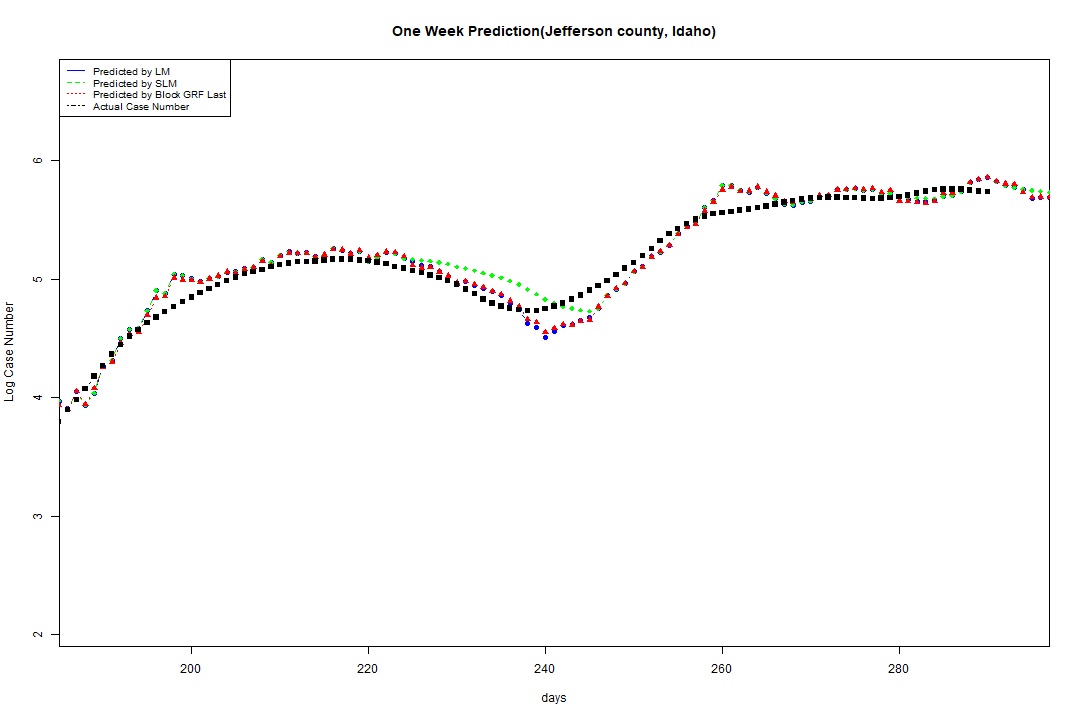 One Week Prediction(Jefferson county, Idaho)
Predicted by LM
Predicted by SLM
Predicted by Block GRF Last
Actual Case Number
6
5
4
3
2
Log Case Number
200 220 240 260 280
days